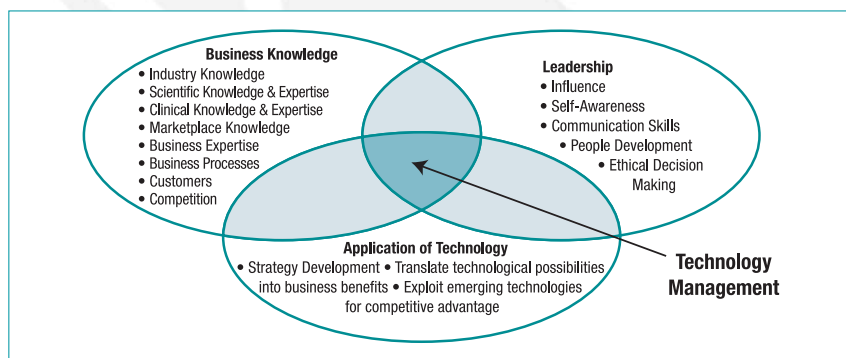 Business Knowledge
• Industry Knowledge
• Scientific Knowledge & Expertise
• Clinical Knowledge & Expertise
• Marketplace Knowledge
• Business Expertise
• Business Processes
• Customers
• Competition
Leadership
• Influence
• Self-Awareness
• Communication Skills
• People Development
• Ethical Decision
Making
Application of Technology
• Strategy Development • Translate technological possibilities
into business benefits • Exploit emerging technologies
for competitive advantage
Technology
Management